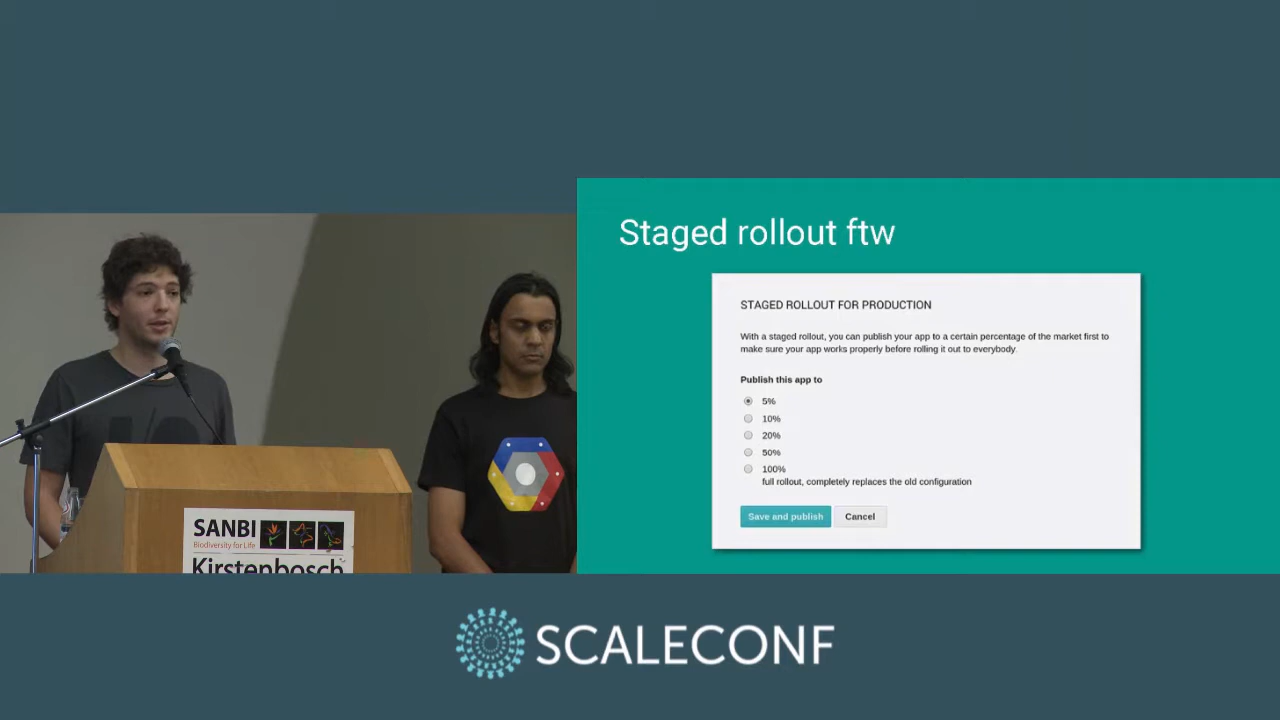 Staged rollout ftw
STAGED ROLLOUT FOR PRODUCTION
With a staged rollout, you can publish your app to a certain percentage of the market first to
make sure your app works properly before rolling it out to everybody.
Publish this app to
5%
10%
20%
50%
100%
full rollout, completely replaces the old configuration
Save and publish
Cancel
I/O
SANBI
Biodiversity for Life
Kirstenbosch
SCALECONF